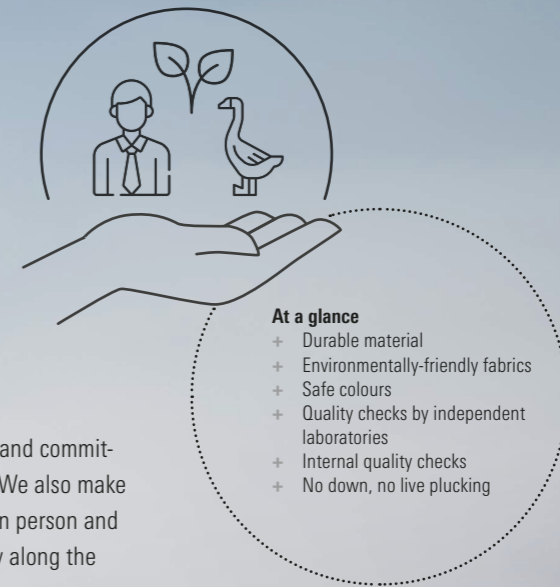 At a glance
+ Durable material
+ Environmentally-friendly fabrics
+ Safe colours
+ Quality checks by independent
laboratories
+ Internal quality checks
+ No down, no live plucking
and commit-
We also make
n person and
along the